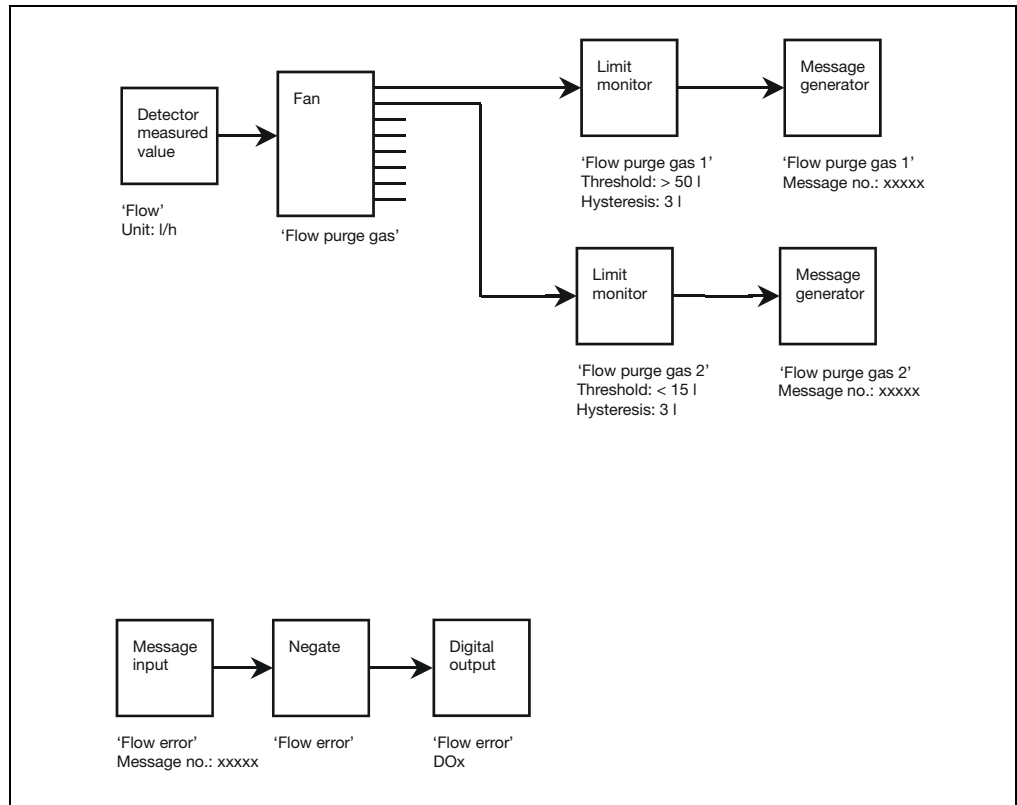 Detector
measured
value
‘Flow’
Unit: l/h
Fan
‘Flow purge gas’
Limit
monitor
‘Flow purge gas 1’
Threshold: > 50 l
Hysteresis: 3 l
Message
generator
‘Flow purge gas 1’
Message no.: xxxxx
Limit
monitor
‘Flow purge gas 2’
Threshold: < 15 l
Hysteresis: 3 l
Message
generator
‘Flow purge gas 2’
Message no.: xxxxx
Message
input
‘Flow error’
Message no.: xxxxx
Negate
‘Flow error’
Digital
output
‘Flow error’
DOx